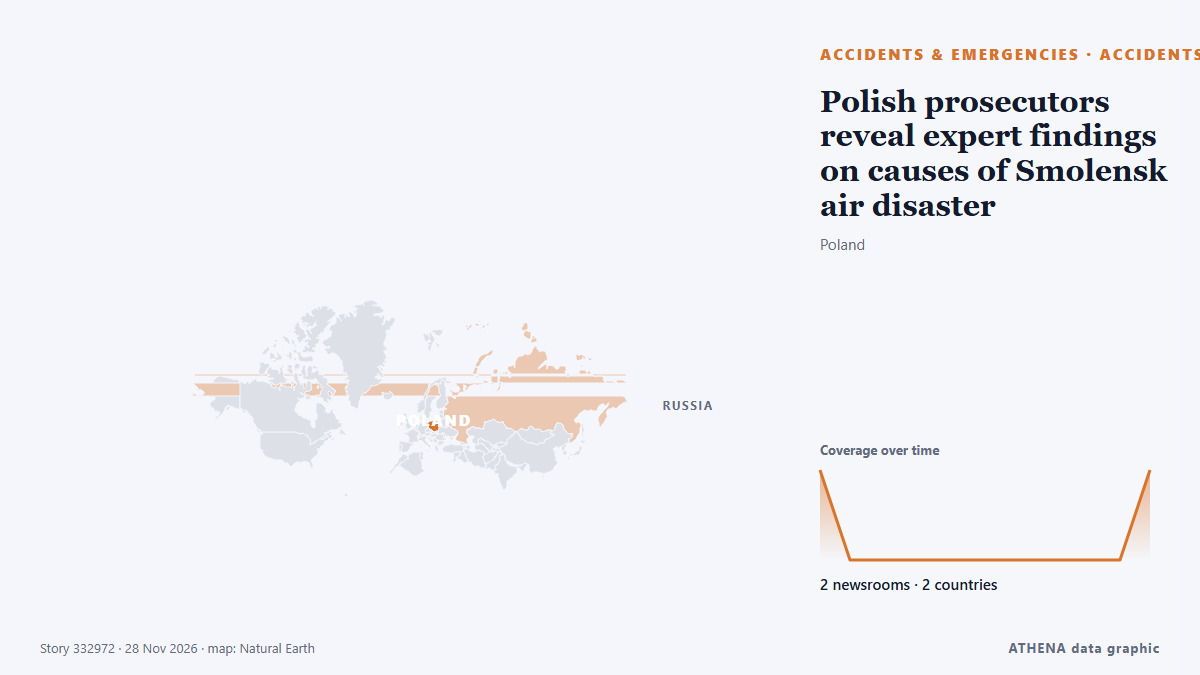 ACCIDENTS & EMERGENCIES · ACCIDENTS
Polish prosecutors
reveal expert findings
on causes of Smolensk
air disaster
Poland
POLAND
RUSSIA
Coverage over time
2 newsrooms · 2 countries
Story 332972 · 28 Nov 2026 · map: Natural Earth
ATHENA data graphic